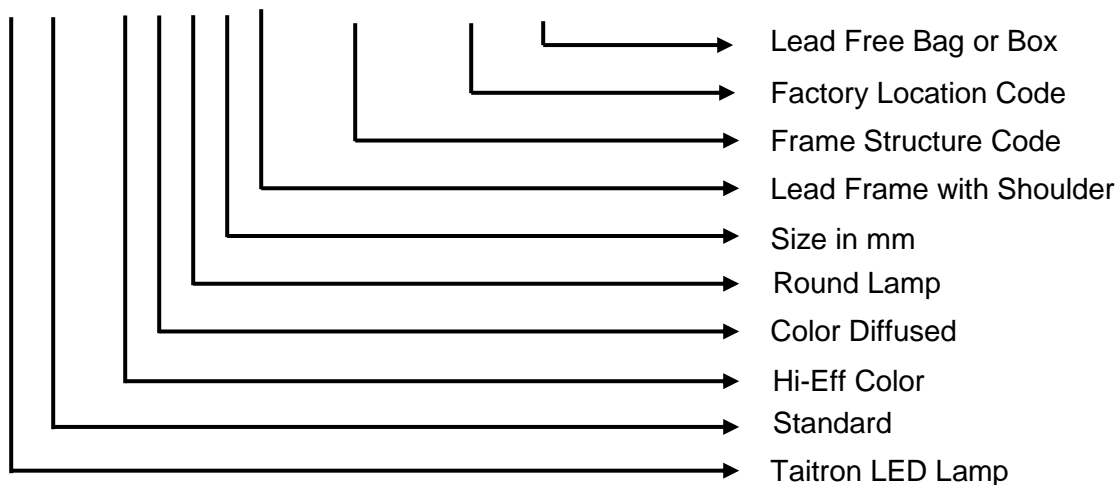 Lead Free Bag or Box
Factory Location Code
Frame Structure Code
Lead Frame with Shoulder
Size in mm
Round Lamp
Color Diffused
Hi-Eff Color
Standard
Taitron LED Lamp